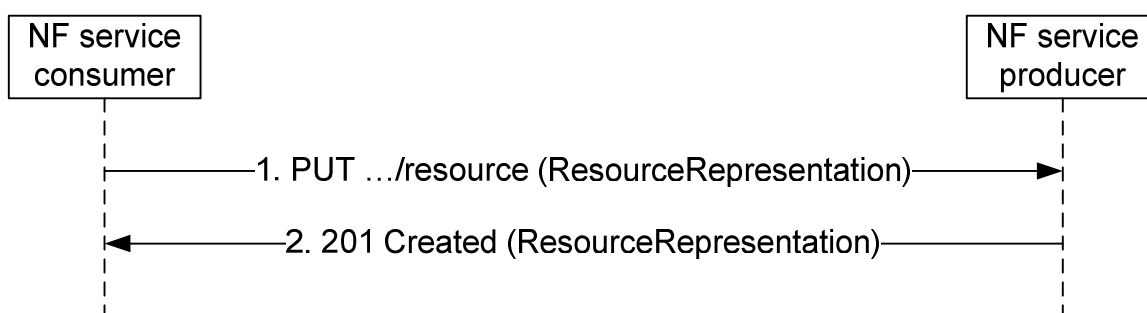 NF service
consumer
NF service
producer
1. PUT …/resource (ResourceRepresentation)
2. 201 Created (ResourceRepresentation)